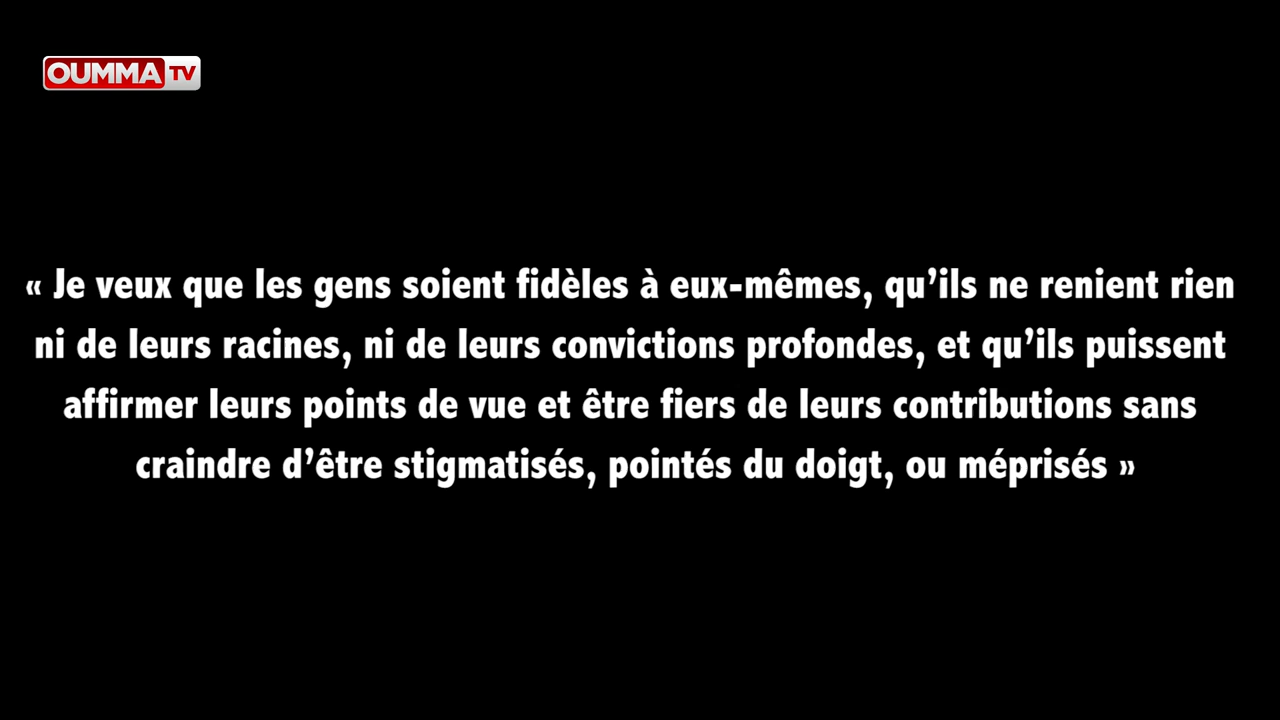 OUMMA TV
« Je veux que les gens soient fidèles à eux-mêmes, qu’ils ne renient rien
ni de leurs racines, ni de leurs convictions profondes, et qu’ils puissent
affirmer leurs points de vue et être fiers de leurs contributions sans
craindre d’être stigmatisés, pointés du doigt, ou méprisés »